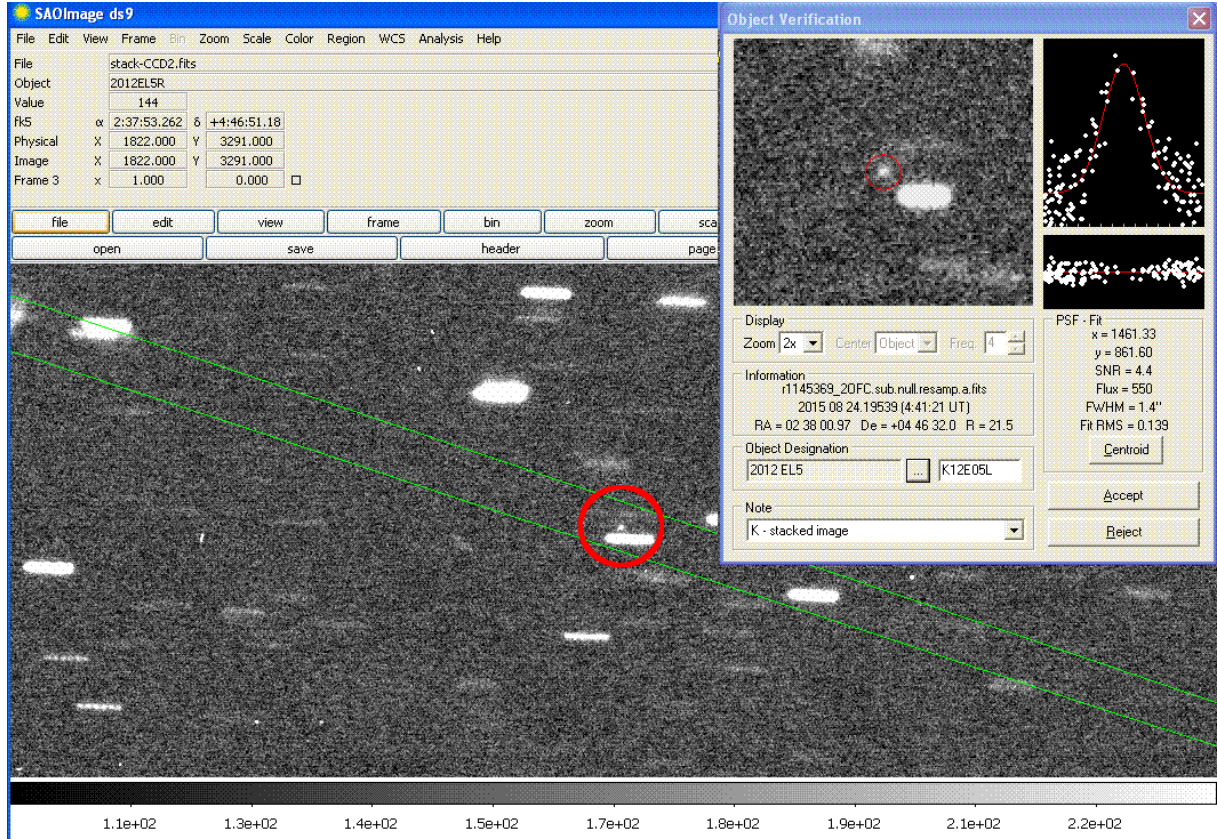 SAOImage ds9
File Edit View Frame Bin Zoom Scale Color Region WCS Analysis Help
File stack-CCD2.fits
Object 2012EL5R
Value 144
fk5 α 2:37:53.262 δ +4:46:51.18
Physical X 1822.000 Y 3291.000
Image X 1822.000 Y 3291.000
Frame 3 x 1.000 0.000
file edit view frame bin zoom sca
open save header page
1.1e+02 1.3e+02 1.4e+02 1.5e+02 1.7e+02 1.8e+02 1.9e+02 2.1e+02 2.2e+02
Object Verification
Display
Zoom 2x Center Object Freq. 4
Information
r1145369_2OFC.sub.null.resamp.a.fits
2015 08 24.19539 (4:41:21 UT)
RA = 02 38 00.97 De = +04 46 32.0 R = 21.5
Object Designation
2012 EL5 ... K12E05L
Note
K - stacked image
PSF - Fit
x = 1461.33
y = 861.60
SNR = 4.4
Flux = 550
FWHM = 1.4"
Fit RMS = 0.139
Centroid
Accept
Reject